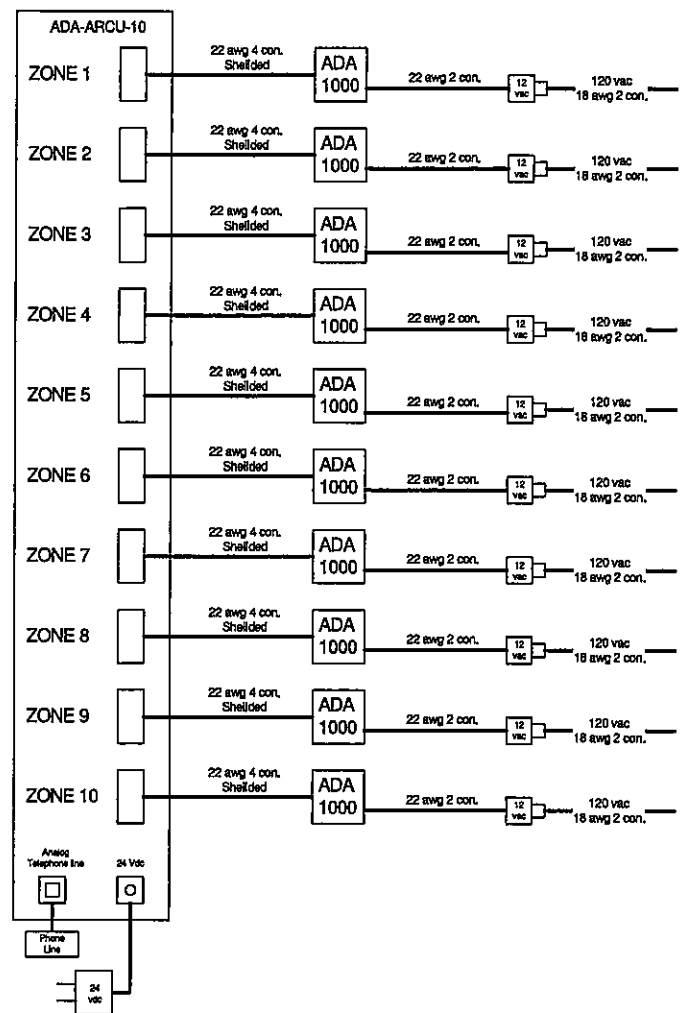 ADA-ARCU-10
ZONE 1
22 awg 4 con.
Sheilded
ADA
1000
22 awg 2 con.
12
vac
120 vac
18 awg 2 con.
ZONE 2
22 awg 4 con.
Sheilded
ADA
1000
22 awg 2 con.
12
vac
120 vac
18 awg 2 con.
ZONE 3
22 awg 4 con.
Sheilded
ADA
1000
22 awg 2 con.
12
vac
120 vac
18 awg 2 con.
ZONE 4
22 awg 4 con.
Sheilded
ADA
1000
22 awg 2 con.
12
vac
120 vac
18 awg 2 con.
ZONE 5
22 awg 4 con.
Sheilded
ADA
1000
22 awg 2 con.
12
vac
120 vac
18 awg 2 con.
ZONE 6
22 awg 4 con.
Sheilded
ADA
1000
22 awg 2 con.
12
vac
120 vac
18 awg 2 con.
ZONE 7
22 awg 4 con.
Sheilded
ADA
1000
22 awg 2 con.
12
vac
120 vac
18 awg 2 con.
ZONE 8
22 awg 4 con.
Sheilded
ADA
1000
22 awg 2 con.
12
vac
120 vac
18 awg 2 con.
ZONE 9
22 awg 4 con.
Sheilded
ADA
1000
22 awg 2 con.
12
vac
120 vac
18 awg 2 con.
ZONE 10
22 awg 4 con.
Sheilded
ADA
1000
22 awg 2 con.
12
vac
120 vac
18 awg 2 con.
Analog
Telephone line
24 Vdc
Phone
Line
24
vdc